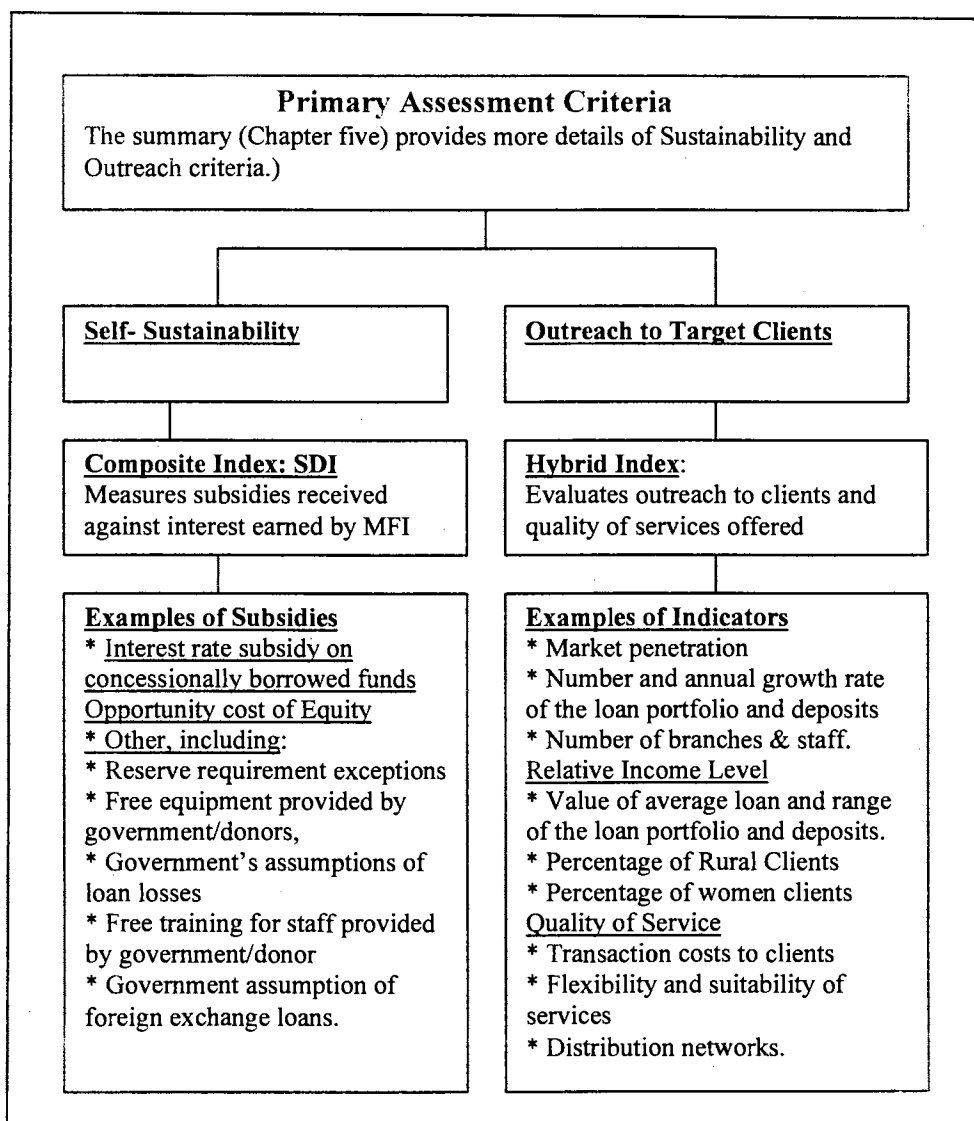 Primary Assessment Criteria
The summary (Chapter five) provides more details of Sustainability and
Outreach criteria.)
Self- Sustainability
Outreach to Target Clients
Composite Index: SDI
Measures subsidies received
against interest earned by MFI
Hybrid Index:
Evaluates outreach to clients and
quality of services offered
Examples of Subsidies
* Interest rate subsidy on
concessionally borrowed funds
Opportunity cost of Equity
* Other, including:
* Reserve requirement exceptions
* Free equipment provided by
government/donors,
* Government's assumptions of
loan losses
* Free training for staff provided
by government/donor
* Government assumption of
foreign exchange loans.
Examples of Indicators
* Market penetration
* Number and annual growth rate
of the loan portfolio and deposits
* Number of branches & staff.
Relative Income Level
* Value of average loan and range
of the loan portfolio and deposits.
* Percentage of Rural Clients
* Percentage of women clients
Quality of Service
* Transaction costs to clients
* Flexibility and suitability of
services
* Distribution networks.